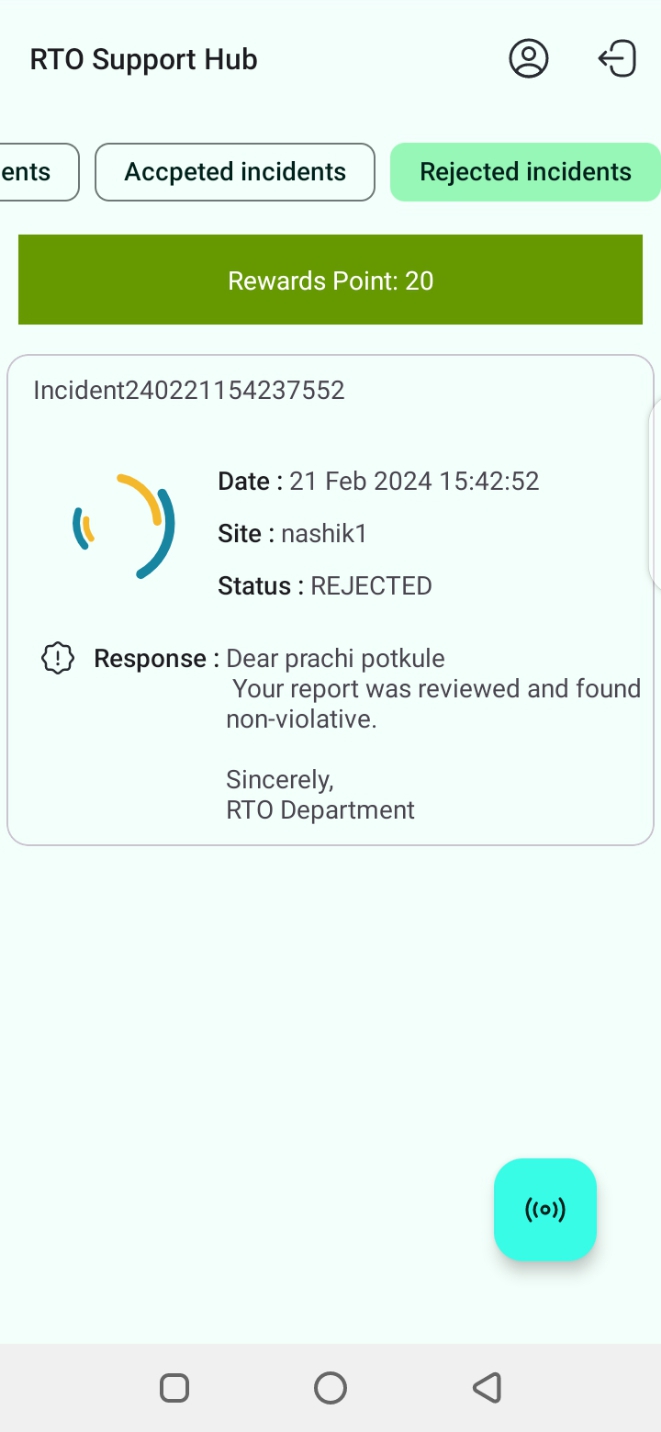 RTO Support Hub
ents
Accpeted incidents
Rejected incidents
Rewards Point: 20
Incident240221154237552
Date : 21 Feb 2024 15:42:52
Site : nashik1
Status : REJECTED
Response : Dear prachi potkule
Your report was reviewed and found
non-violative.
Sincerely,
RTO Department